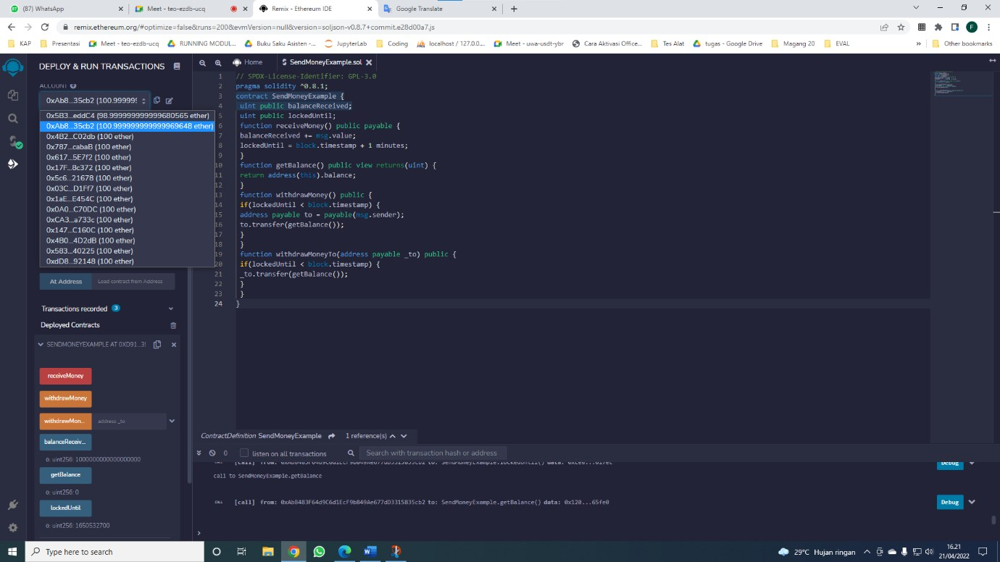 (87) WhatsApp
Meet - teo-ezdb-ucq
Remix - Ethereum IDE
Google Translate
remix.ethereum.org/#optimize=false&runs=200&evmVersion=null&version=soljson-v0.8.7+commit.e28d00a7.js
F
KAP
Presentasi
Meet - teo-ezdb-ucq
RUNNING MODUL...
Buku Saku Asisten -...
JupyterLab
Coding
localhost / 127.0.0....
Meet - uwa-usdt-ybr
Cara Aktivasi Office...
Tes Alat
tugas - Google Drive
Magang 20
EVAL
»
Other bookmarks
DEPLOY & RUN TRANSACTIONS
ACCOUNT
0xAb8...35cb2 (100.99999
0x5B3...eddC4 (98.999999999999680565 ether)
0xAb8...35cb2 (100.999999999999969648 ether)
0x4B2...C02db (100 ether)
0x787...cabaB (100 ether)
0x617...5E7f2 (100 ether)
0x17F...8c372 (100 ether)
0x5c6...21678 (100 ether)
0x03C...D1Ff7 (100 ether)
0x1aE...E454C (100 ether)
0x0A0...C70DC (100 ether)
0xCA3...a733c (100 ether)
0x147...C160C (100 ether)
0x4B0...4D2dB (100 ether)
0x583...40225 (100 ether)
0xdD8...92148 (100 ether)
At Address
Load contract from Address
Transactions recorded 3
Deployed Contracts
SENDMONEYEXAMPLE AT 0XD91...3!
receiveMoney
withdrawMoney
withdrawMon...
address _to
balanceReceiv...
0: uint256: 1000000000000000000
getBalance
0: uint256: 0
lockedUntil
0: uint256: 1650532700
Home
SendMoneyExample.sol
1 // SPDX-License-Identifier: GPL-3.0
2 pragma solidity ^0.8.1;
3 contract SendMoneyExample {
4 uint public balanceReceived;
5 uint public lockedUntil;
6 function receiveMoney() public payable {
7 balanceReceived += msg.value;
8 lockedUntil = block.timestamp + 1 minutes;
9 }
10 function getBalance() public view returns(uint) {
11 return address(this).balance;
12 }
13 function withdrawMoney() public {
14 if(lockedUntil < block.timestamp) {
15 address payable to = payable(msg.sender);
16 to.transfer(getBalance());
17 }
18 }
19 function withdrawMoneyTo(address payable _to) public {
20 if(lockedUntil < block.timestamp) {
21 _to.transfer(getBalance());
22 }
23 }
24 }
ContractDefinition SendMoneyExample
1 reference(s)
0
listen on all transactions
Search with transaction hash or address
[call] from: 0xAb8483F64d9C6d1EcF9b849Ae677dD3315835cb2 to: SendMoneyExample.lockedUntil() data:
Debug
call to SendMoneyExample.getBalance
CALL [call] from: 0xAb8483F64d9C6d1EcF9b849Ae677dD3315835cb2 to: SendMoneyExample.getBalance() data: 0x120...65fe0
Debug
>
Type here to search
29°C Hujan ringan
16.21
21/04/2022